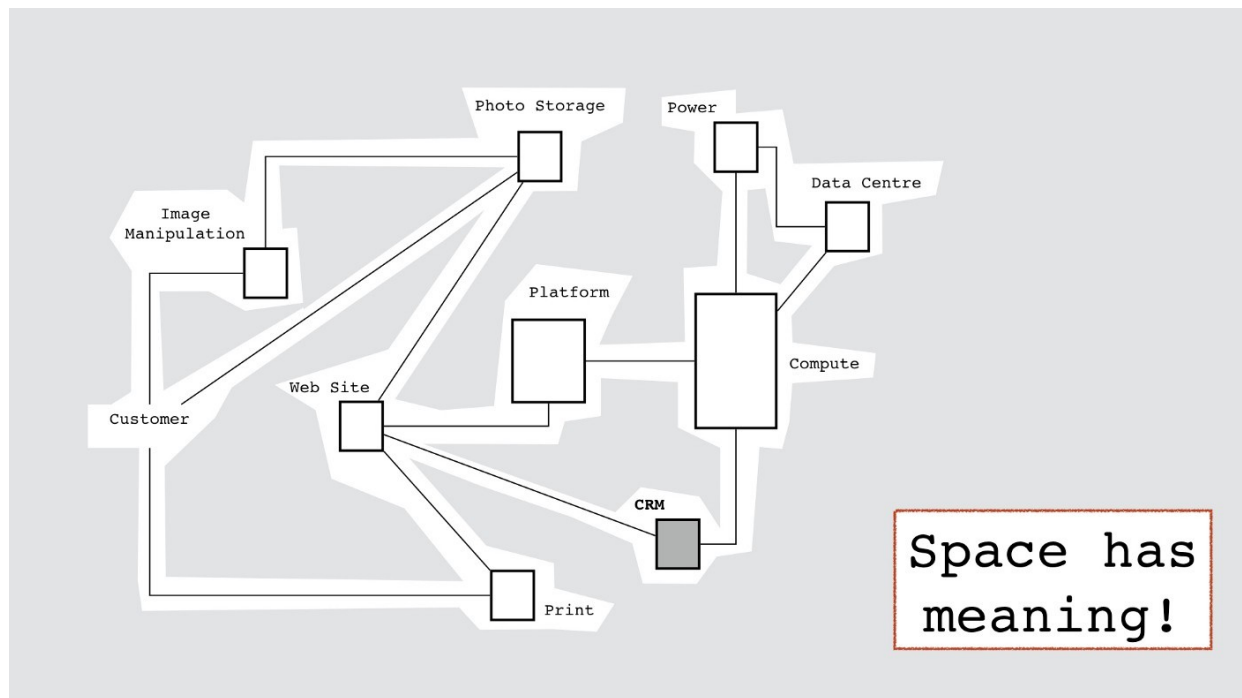 Photo Storage
Power
Data Centre
Image
Manipulation
Platform
Compute
Web Site
Customer
CRM
Print
Space has
meaning!